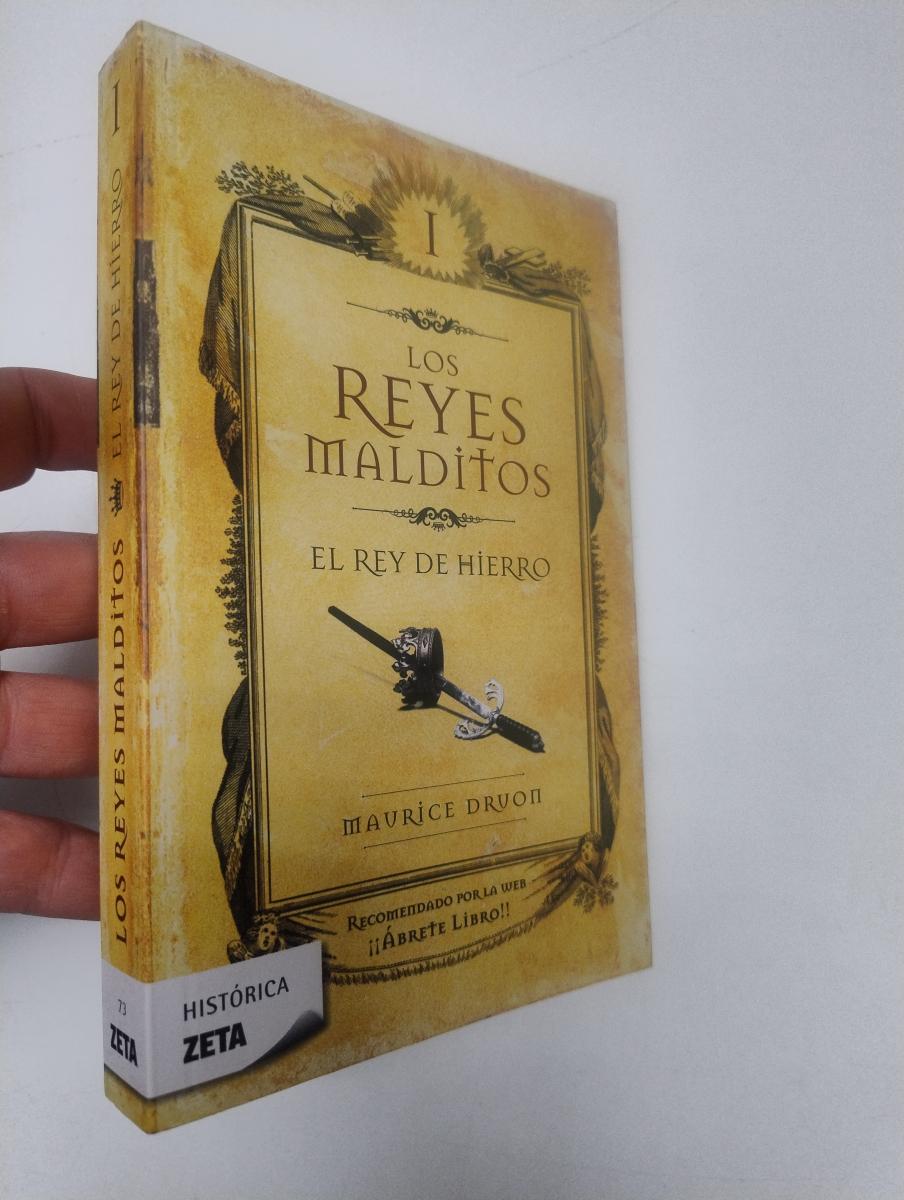 I
LOS
REYES
MALDITOS
EL REY DE HIERRO
MAURICE DRUON
RECOMENDADO POR LA WEB
¡¡ÁBRETE LIBRO!!
HISTÓRICA
ZETA
LOS REYES MALDITOS EL REY DE HIERRO I
73
ZETA